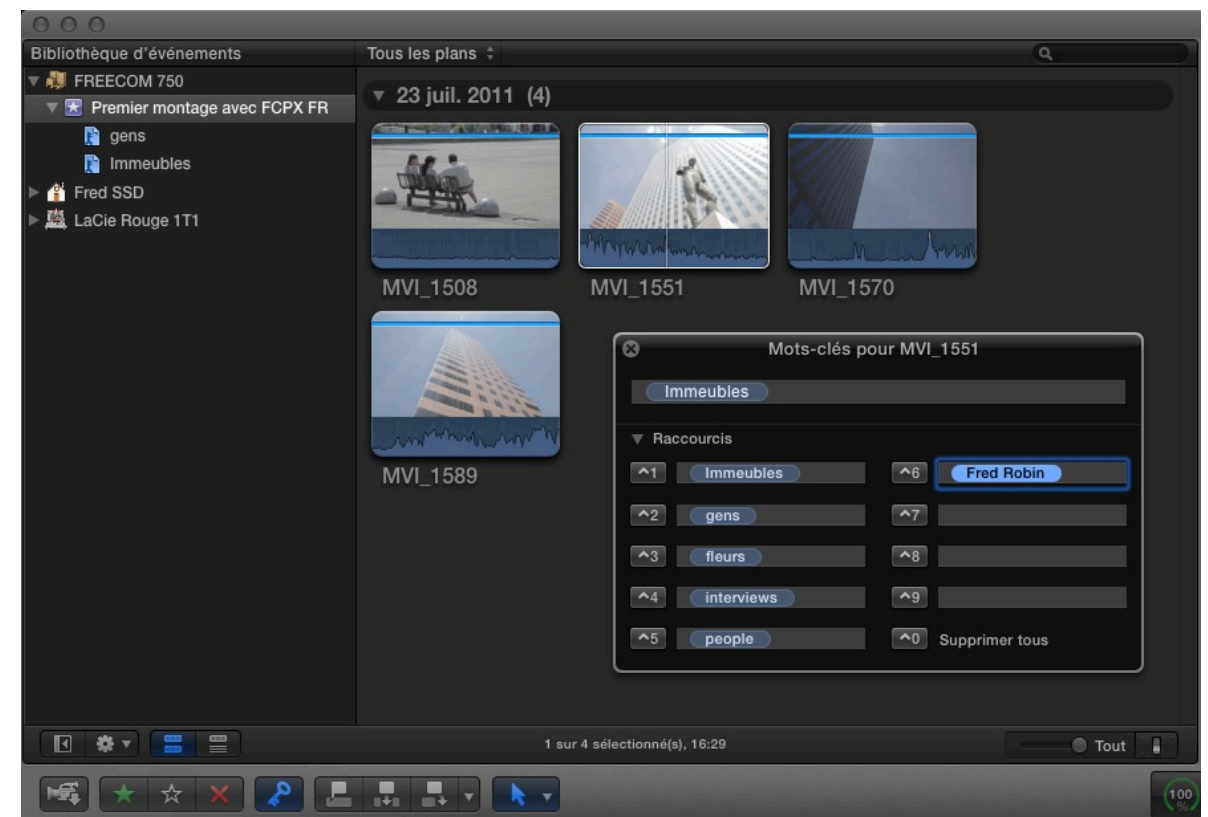 Bibliothèque d'événements
Tous les plans
FREECOM 750
Premier montage avec FCPX FR
gens
Immeubles
Fred SSD
LaCie Rouge 1T1
23 juil. 2011 (4)
MVI_1508
MVI_1551
MVI_1570
MVI_1589
Mots-clés pour MVI_1551
Immeubles
Raccourcis
^1 Immeubles
^6 Fred Robin
^2 gens
^7
^3 fleurs
^8
^4 interviews
^9
^5 people
^0 Supprimer tous
1 sur 4 sélectionné(s), 16:29
Tout
100
%